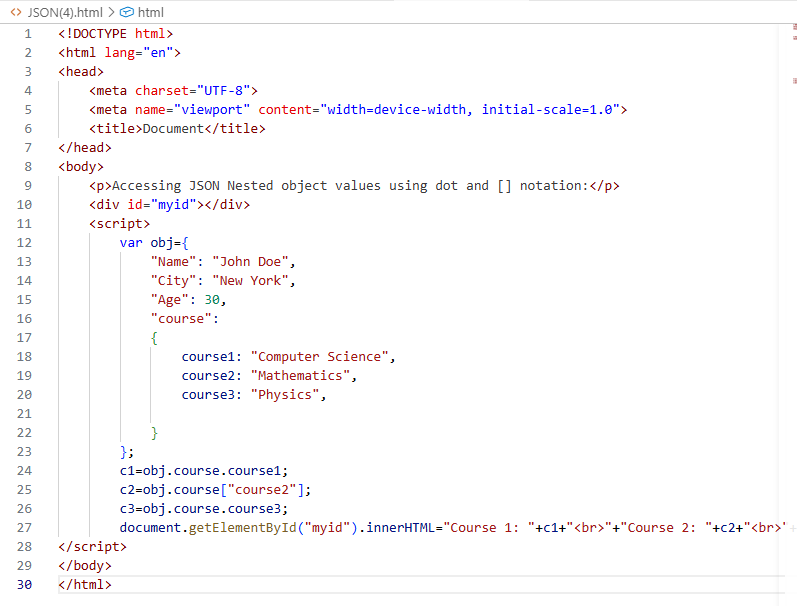 JSON(4).html > html
1 <!DOCTYPE html>
2 <html lang="en">
3 <head>
4 <meta charset="UTF-8">
5 <meta name="viewport" content="width=device-width, initial-scale=1.0">
6 <title>Document</title>
7 </head>
8 <body>
9 <p>Accessing JSON Nested object values using dot and [] notation:</p>
10 <div id="myid"></div>
11 <script>
12 var obj={
13 "Name": "John Doe",
14 "City": "New York",
15 "Age": 30,
16 "course":
17 {
18 course1: "Computer Science",
19 course2: "Mathematics",
20 course3: "Physics",
21
22 }
23 };
24 c1=obj.course.course1;
25 c2=obj.course["course2"];
26 c3=obj.course.course3;
27 document.getElementById("myid").innerHTML="Course 1: "+c1+"<br>"+"Course 2: "+c2+"<br>"+
28 </script>
29 </body>
30 </html>